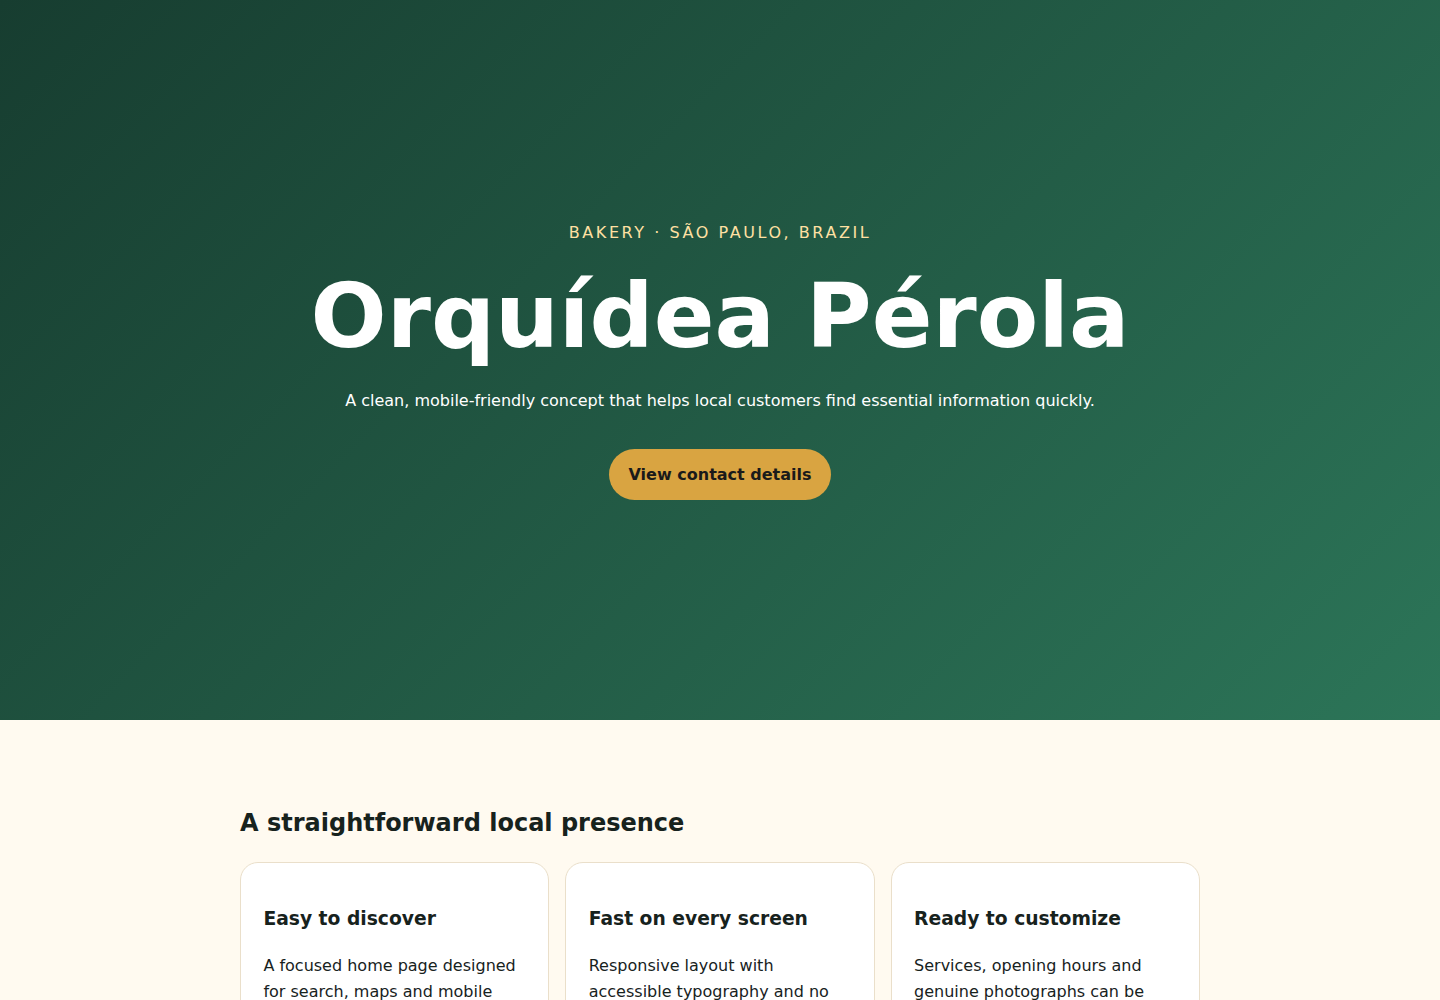 BAKERY · SÃO PAULO, BRAZIL
Orquídea Pérola
A clean, mobile-friendly concept that helps local customers find essential information quickly.
View contact details
A straightforward local presence
Easy to discover
A focused home page designed
for search, maps and mobile
Fast on every screen
Responsive layout with
accessible typography and no
Ready to customize
Services, opening hours and
genuine photographs can be